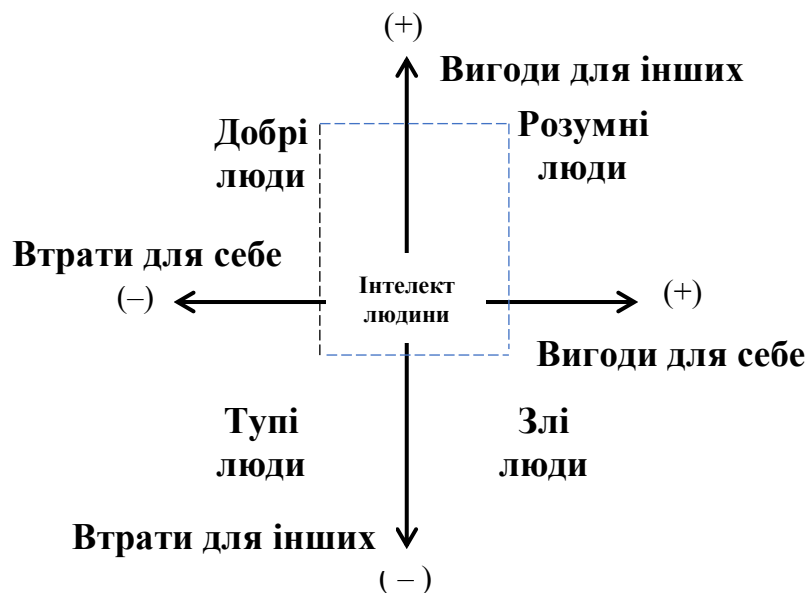 (+)
Вигоди для інших
Добрі
люди
Розумні
люди
Втрати для себе
(–)
Інтелект
людини
(+)
Вигоди для себе
Тупі
люди
Злі
люди
Втрати для інших
( – )